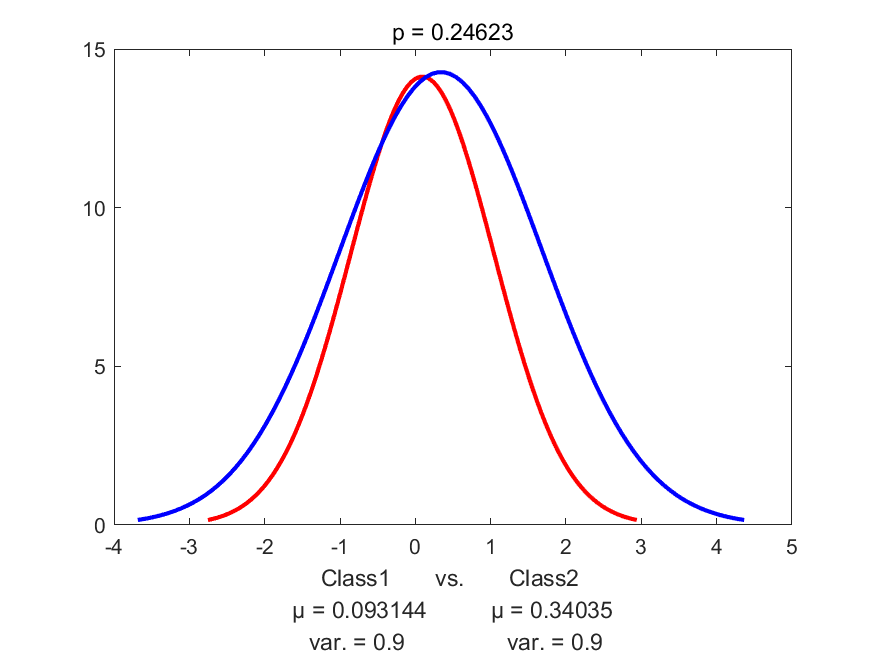 p = 0.24623
15
10
5
0
-4 -3 -2 -1 0 1 2 3 4 5
Class1 vs. Class2
μ = 0.093144 μ = 0.34035
var. = 0.9 var. = 0.9